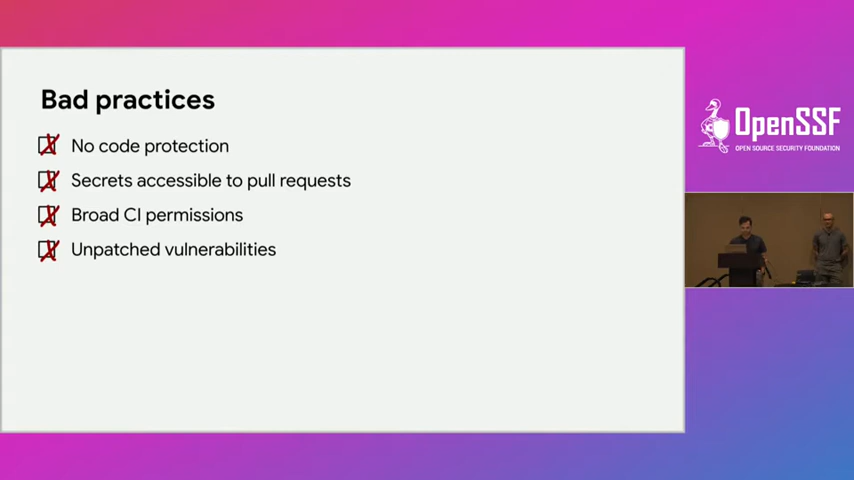 Bad practices
No code protection
Secrets accessible to pull requests
Broad CI permissions
Unpatched vulnerabilities
OpenSSF
OPEN SOURCE SECURITY FOUNDATION